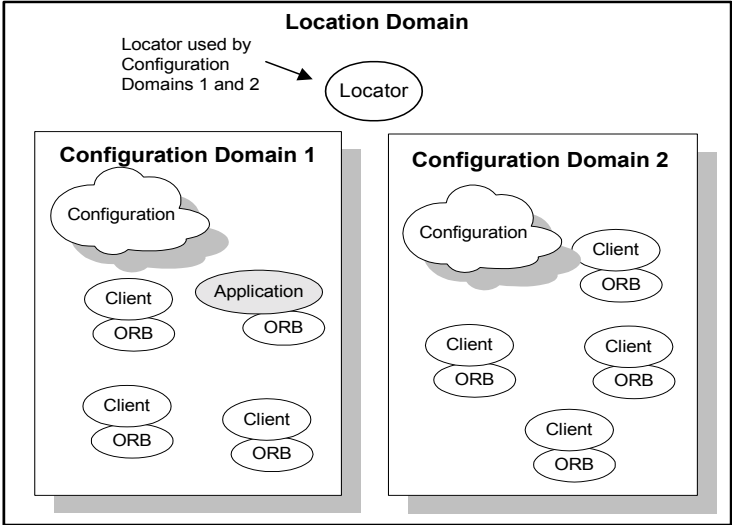 Location Domain
Locator used by
Configuration
Domains 1 and 2
Locator
Configuration Domain 1
Configuration
Client
ORB
Application
ORB
Client
ORB
Client
ORB
Configuration Domain 2
Configuration
Client
ORB
Client
ORB
Client
ORB
Client
ORB